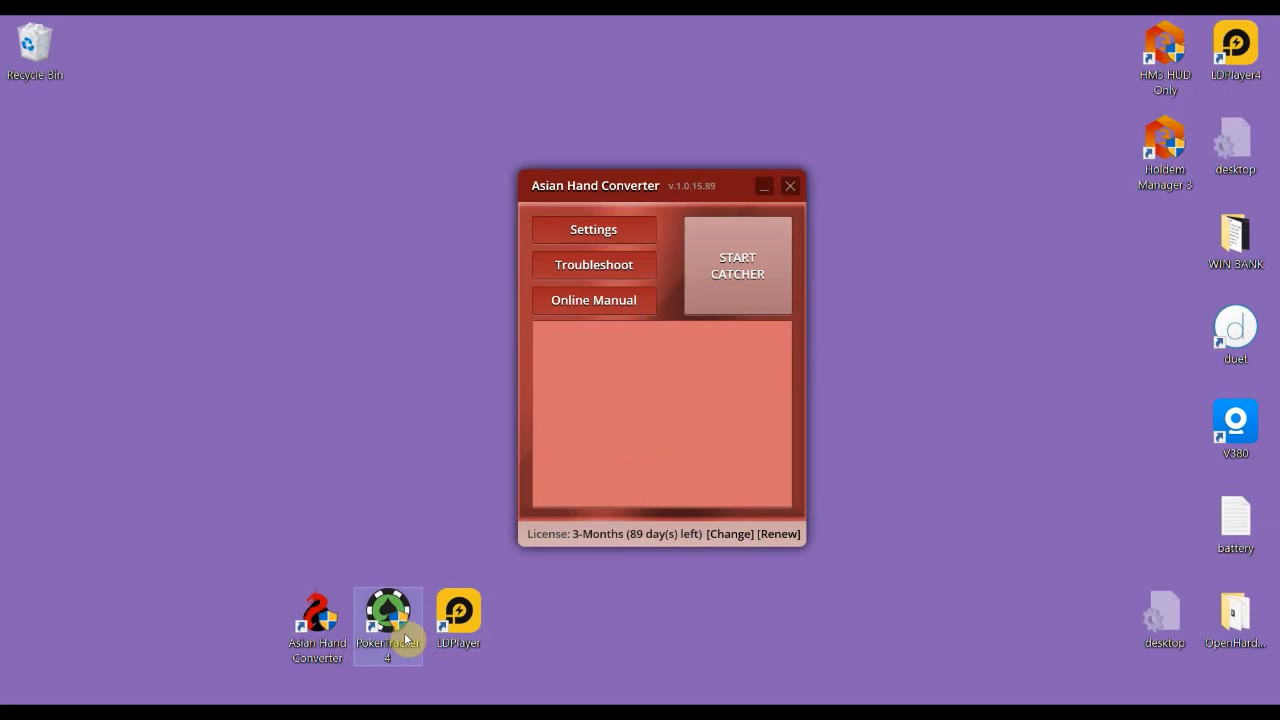 Recycle Bin
HM3 HUD
Only
LDPlayer4
Holdem
Manager 3
desktop
WIN BANK
duet
V380
battery
desktop
OpenHard...
Asian Hand Converter v.1.0.15.89
Settings
Troubleshoot
Online Manual
START
CATCHER
License: 3-Months (89 day(s) left) [Change] [Renew]
Asian Hand
Converter
PokerTracker
4
LDPlayer